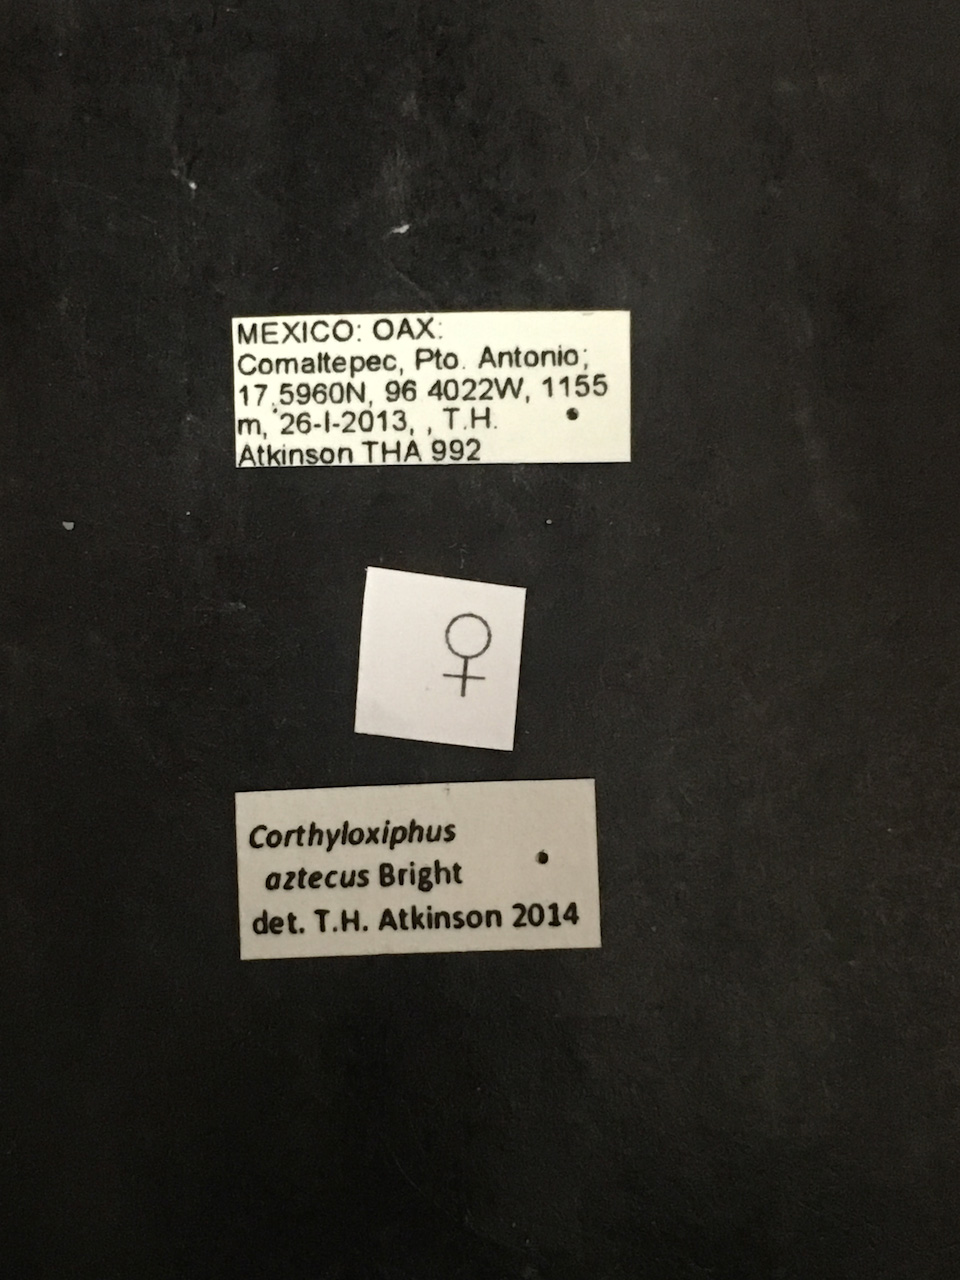 MEXICO: OAX:
Comaltepec, Pto. Antonio;
17.5960N, 96 4022W, 1155
m, 26-I-2013, , T.H.
Atkinson THA 992
♀
Corthyloxiphus
aztecus Bright
det. T.H. Atkinson 2014